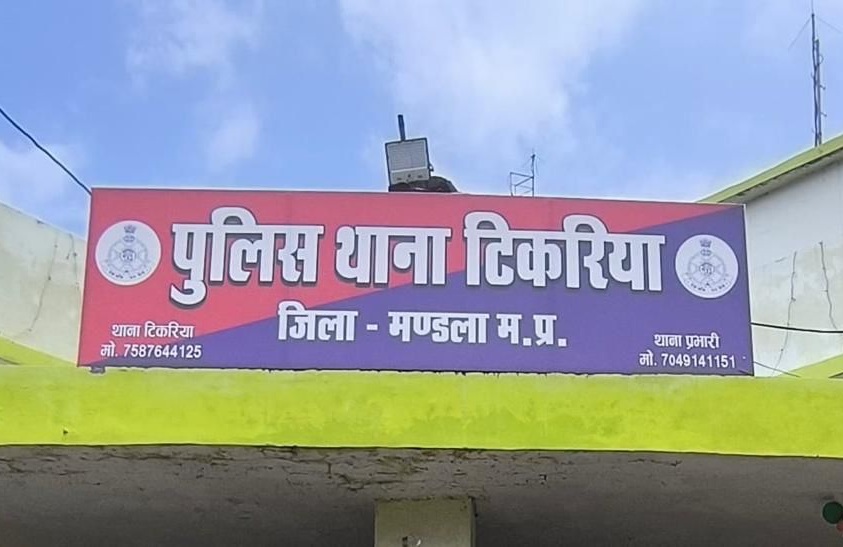 पुलिस थाना टिकरिया
जिला - मण्डला म.प्र.
थाना टिकरिया
मो. 7587644125
थाना प्रभारी
मो. 7049141151